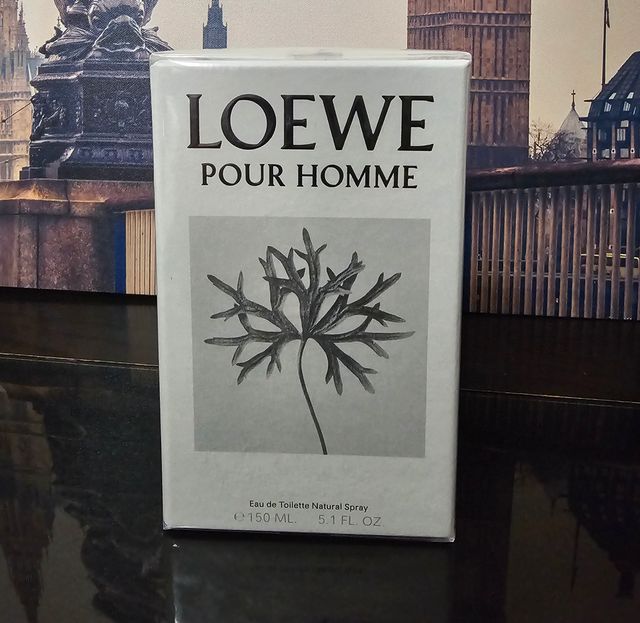 LOEWE
POUR HOMME
Eau de Toilette Natural Spray
℮150 ML. 5.1 FL. OZ